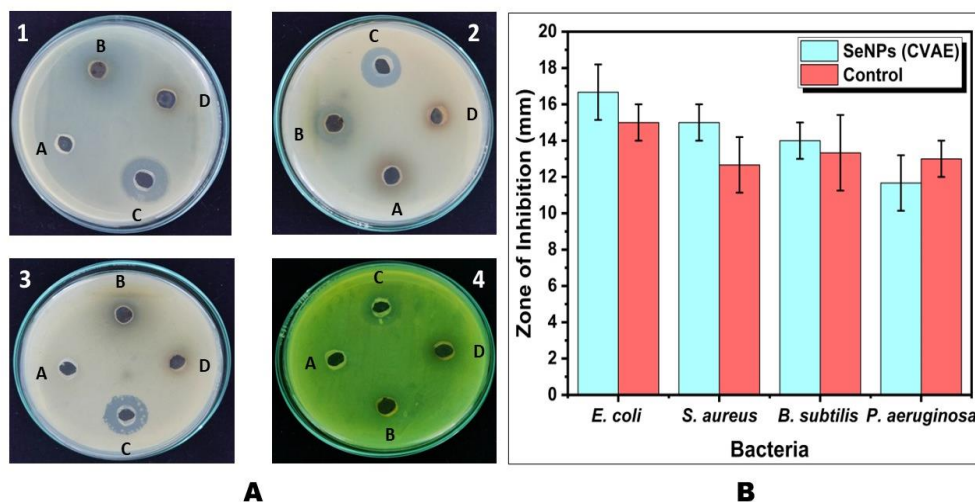 1
B
D
A
C
2
C
B
D
A
3
B
A
D
C
4
C
A
D
B
A
SeNPs (CVAE)
Control
Zone of Inhibition (mm)
20
18
16
14
12
10
8
6
4
2
0
E. coli
S. aureus
B. subtilis
P. aeruginosa
Bacteria
B